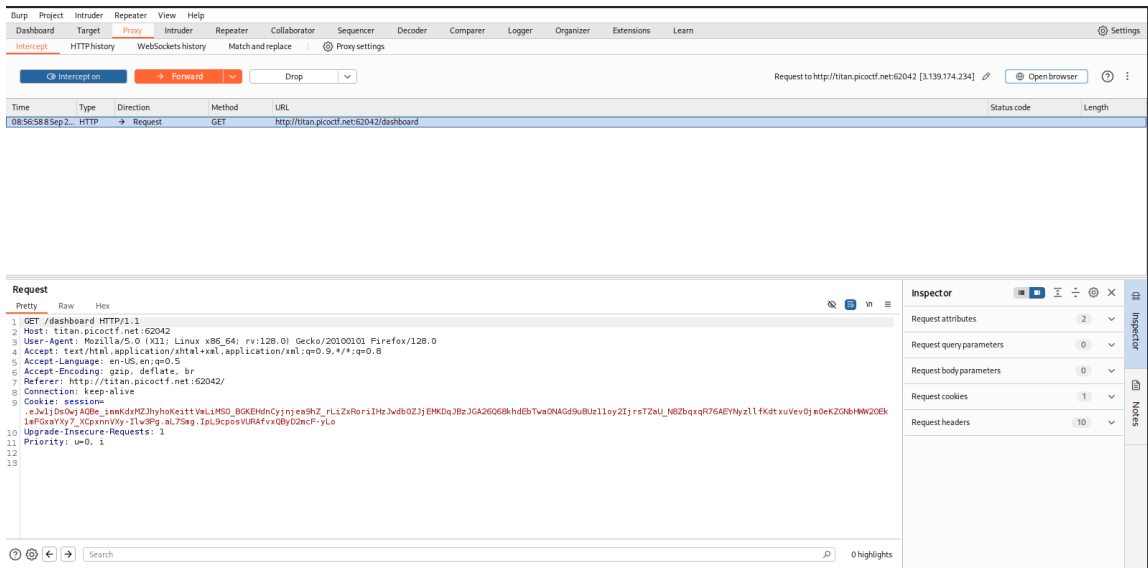 Burp Project Intruder Repeater View Help
Dashboard Target Proxy Intruder Repeater Collaborator Sequencer Decoder Comparer Logger Organizer Extensions Learn Settings
Intercept HTTP history WebSockets history Match and replace Proxy settings
Intercept on Forward Drop Request to http://titan.picoctf.net:62042 [3.139.174.234] Open browser
Time Type Direction Method URL Status code Length
08:56:58 8 Sep 2... HTTP → Request GET http://titan.picoctf.net:62042/dashboard
Request
Pretty Raw Hex \n
1 GET /dashboard HTTP/1.1
2 Host: titan.picoctf.net:62042
3 User-Agent: Mozilla/5.0 (X11; Linux x86_64; rv:128.0) Gecko/20100101 Firefox/128.0
4 Accept: text/html,application/xhtml+xml,application/xml;q=0.9,*/*;q=0.8
5 Accept-Language: en-US,en;q=0.5
6 Accept-Encoding: gzip, deflate, br
7 Referer: http://titan.picoctf.net:62042/
8 Connection: keep-alive
9 Cookie: session=
10 Upgrade-Insecure-Requests: 1
11 Priority: u=0, i
12
13
Search 0 highlights
Inspector
Request attributes 2
Request query parameters 0
Request body parameters 0
Request cookies 1
Request headers 10
Inspector
Notes